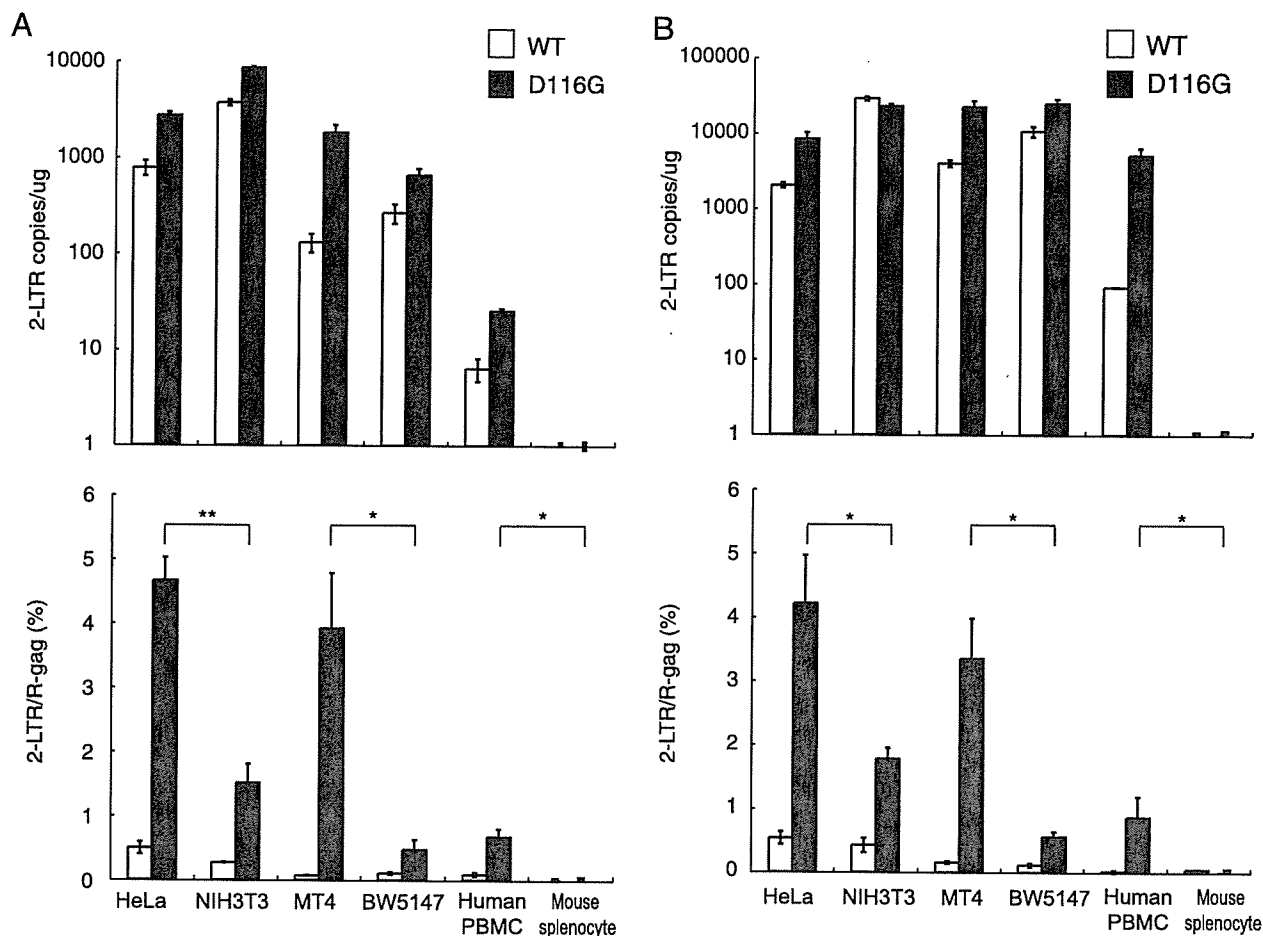 A
WT
D116G
10000
1000
100
10
1
2-LTR copies/ug
B
WT
D116G
100000
10000
1000
100
10
1
2-LTR copies/ug
6
5
4
3
2
1
0
2-LTR/R-gag (%)
**
*
*
HeLa NIH3T3 MT4 BW5147 Human PBMC Mouse splenocyte
6
5
4
3
2
1
0
2-LTR/R-gag (%)
*
*
*
HeLa NIH3T3 MT4 BW5147 Human PBMC Mouse splenocyte